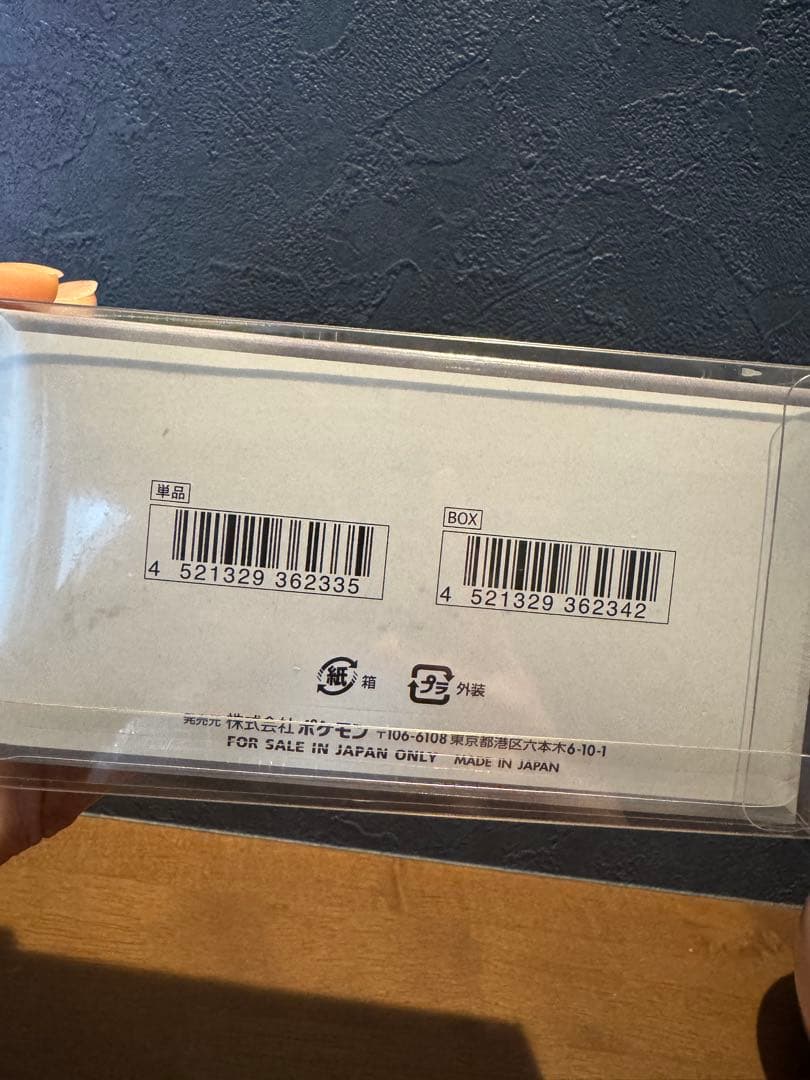 単品
4 521329 362335
BOX
4 521329 362342
紙 箱
プラ 外装
発売元 株式会社 ポケモン 〒106-6108 東京都港区六本木6-10-1
FOR SALE IN JAPAN ONLY MADE IN JAPAN